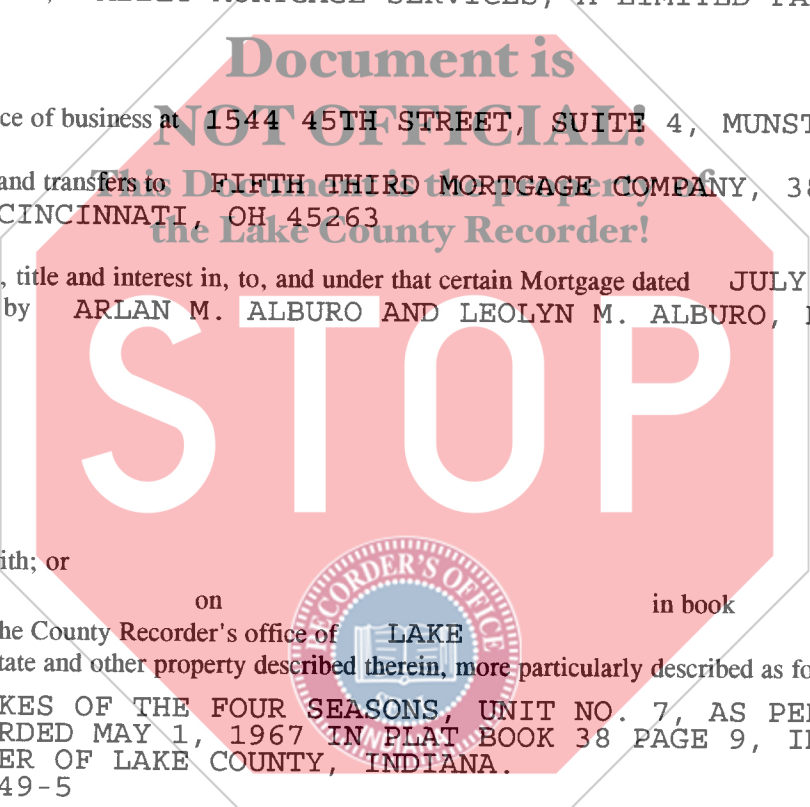 MORTGAGE SERVICES, A LIMITED
Document is
NOT OFFICIAL!
ce of business at 1544 45TH STREET, SUITE 4, MUNST
This Document is the property of
and transfers to FIFTH THIRD MORTGAGE COMPANY, 38
CINCINNATI, OH 45263
the Lake County Recorder!
, title and interest in, to, and under that certain Mortgage dated JULY
by ARLAN M. ALBURO AND LEOLYN M. ALBURO,
STOP
ith; or
RECORDER'S OFFICE
on in book
he County Recorder's office of LAKE
tate and other property described therein, more particularly described as fo
SEAL
KES OF THE FOUR SEASONS, UNIT NO. 7, AS PE
RDED MAY 1, 1967 IN PLAT BOOK 38 PAGE 9, I
INDIANA
ER OF LAKE COUNTY, INDIANA.
49-5